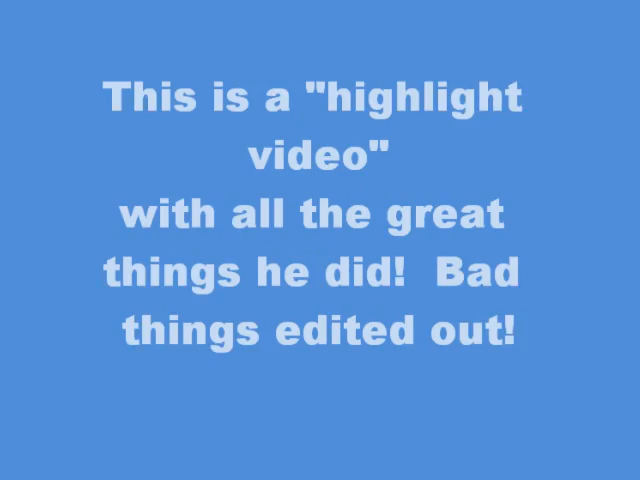 This is a "highlight
video"
with all the great
things he did!  Bad
things edited out!